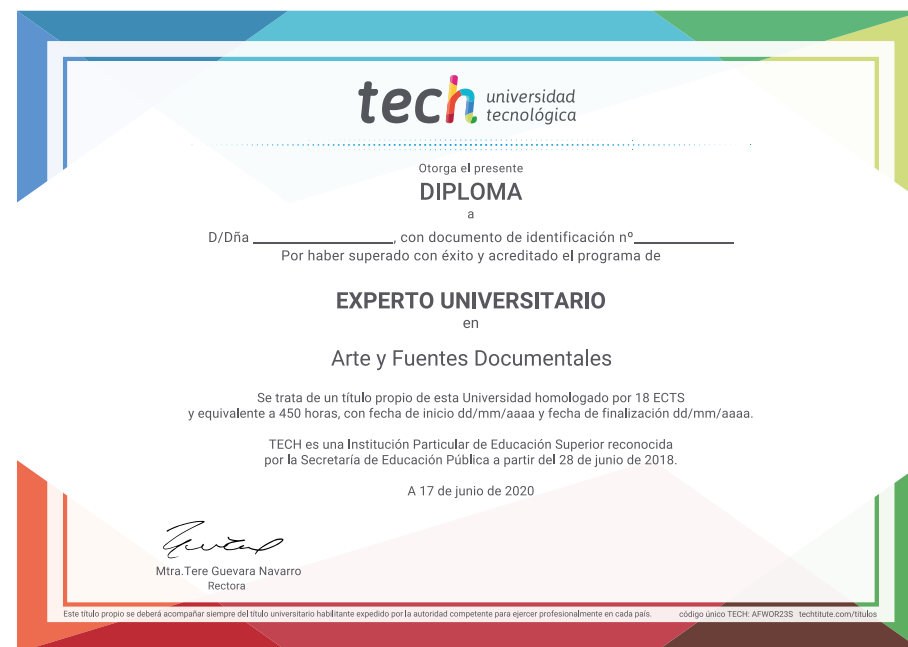 tech universidad
tecnológica
Otorga el presente
DIPLOMA
a
D/Dña ____________, con documento de identificación nº____________
Por haber superado con éxito y acreditado el programa de
EXPERTO UNIVERSITARIO
en
Arte y Fuentes Documentales
Se trata de un título propio de esta Universidad homologado por 18 ECTS
y equivalente a 450 horas, con fecha de inicio dd/mm/aaaa y fecha de finalización dd/mm/aaaa.
TECH es una Institución Particular de Educación Superior reconocida
por la Secretaría de Educación Pública a partir del 28 de junio de 2018.
A 17 de junio de 2020
Mtra.Tere Guevara Navarro
Rectora
Este título propio se deberá acompañar siempre del título universitario habilitante expedido por la autoridad competente para ejercer profesionalmente en cada país. código único TECH: AFWOR23S techtitute.com/títulos